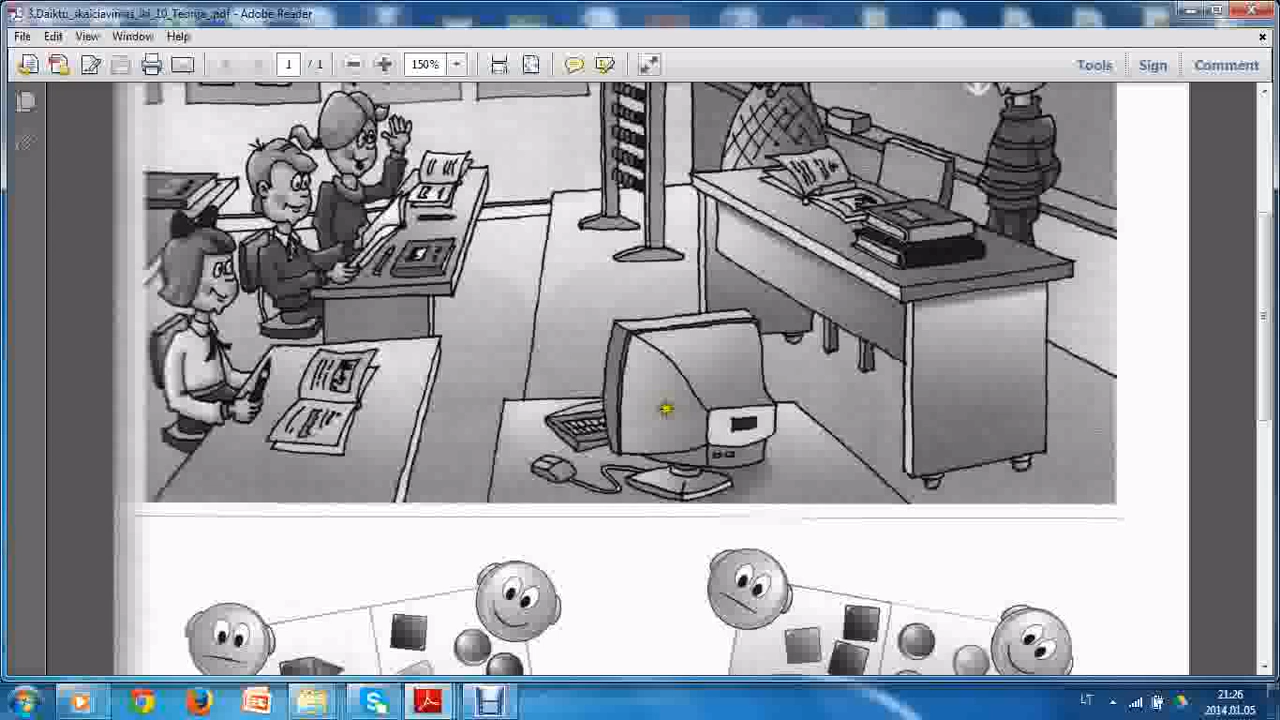 3.Daiktu_skaiciavimas_iki_10_Teorija_.pdf - Adobe Reader
File Edit View Window Help
1 / 1 150% Tools Sign Comment
LT 21:26
2014.01.05